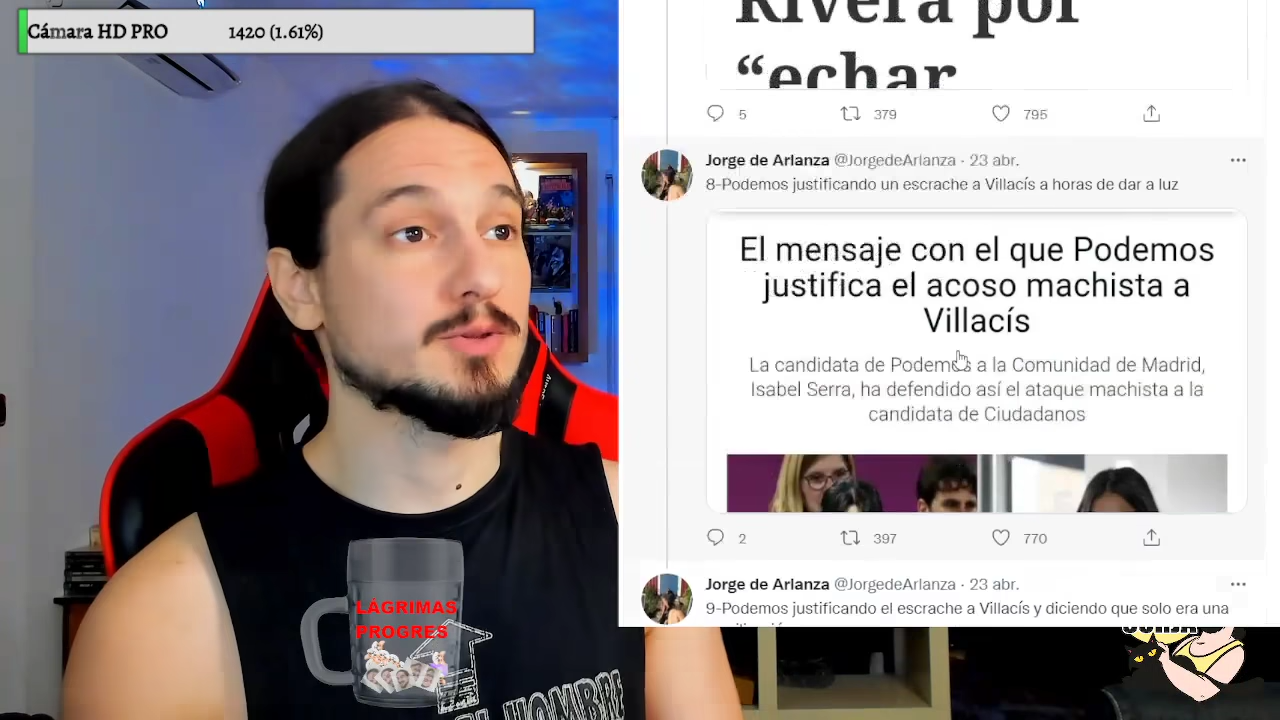 Cámara HD PRO 1420 (1.61%)
Rivera por
“echar
5 379 795
Jorge de Arlanza @JorgedeArlanza · 23 abr.
8-Podemos justificando un escrache a Villacís a horas de dar a luz
El mensaje con el que Podemos
justifica el acoso machista a
Villacís
La candidata de Podemos a la Comunidad de Madrid,
Isabel Serra, ha defendido así el ataque machista a la
candidata de Ciudadanos
2 397 770
Jorge de Arlanza @JorgedeArlanza · 23 abr.
9-Podemos justificando el escrache a Villacís y diciendo que solo era una
LÁGRIMAS
PROGRES
HOMBRE